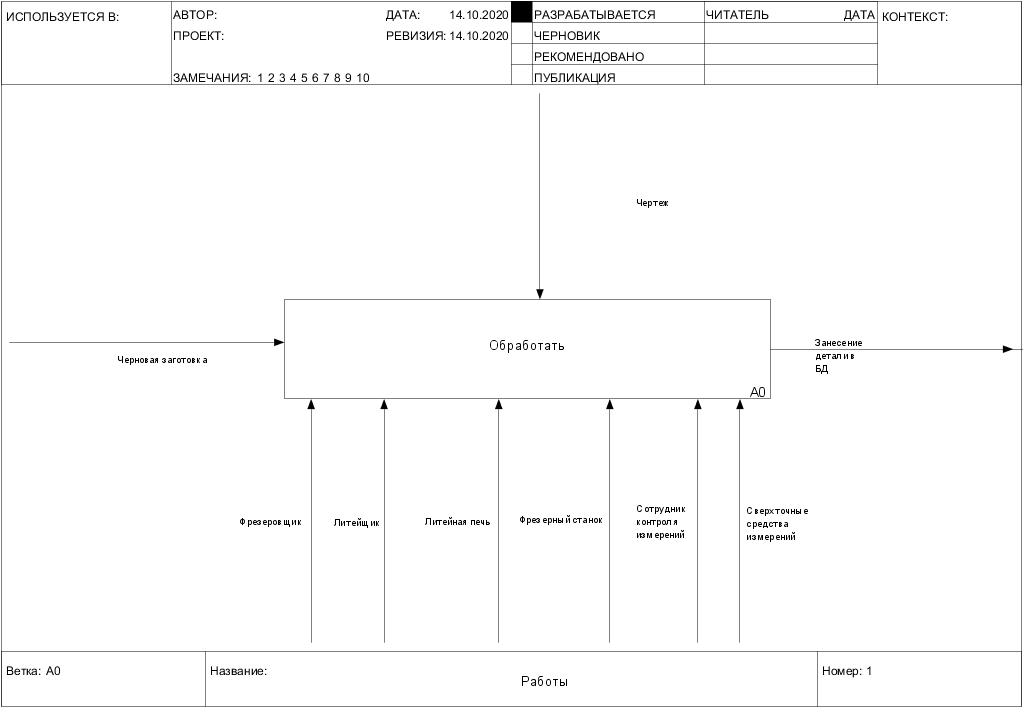 ИСПОЛЬЗУЕТСЯ В:
АВТОР:
ДАТА: 14.10.2020
РАЗРАБАТЫВАЕТСЯ
ЧИТАТЕЛЬ
ДАТА
КОНТЕКСТ:
ПРОЕКТ:
РЕВИЗИЯ: 14.10.2020
ЧЕРНОВИК
РЕКОМЕНДОВАНО
ЗАМЕЧАНИЯ: 1 2 3 4 5 6 7 8 9 10
ПУБЛИКАЦИЯ
Чертеж
Обработать
A0
Черновая заготовка
Занесение
детали в
БД
Фрезеровщик
Литейщик
Литейная печь
Фрезерный станок
Сотрудник
контроля
измерений
Сверхточные
средства
измерений
Ветка: A0
Название:
Работы
Номер: 1